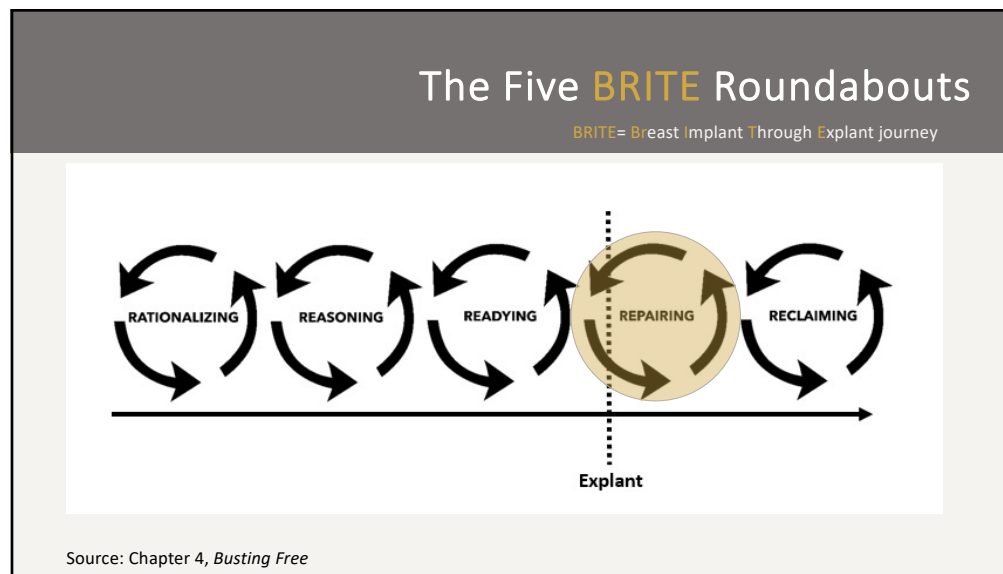 The Five BRITE Roundabouts
BRITE= Breast Implant Through Explant journey
RATIONALIZING REASONING READYING REPAIRING RECLAIMING
Explant
Source: Chapter 4, Busting Free